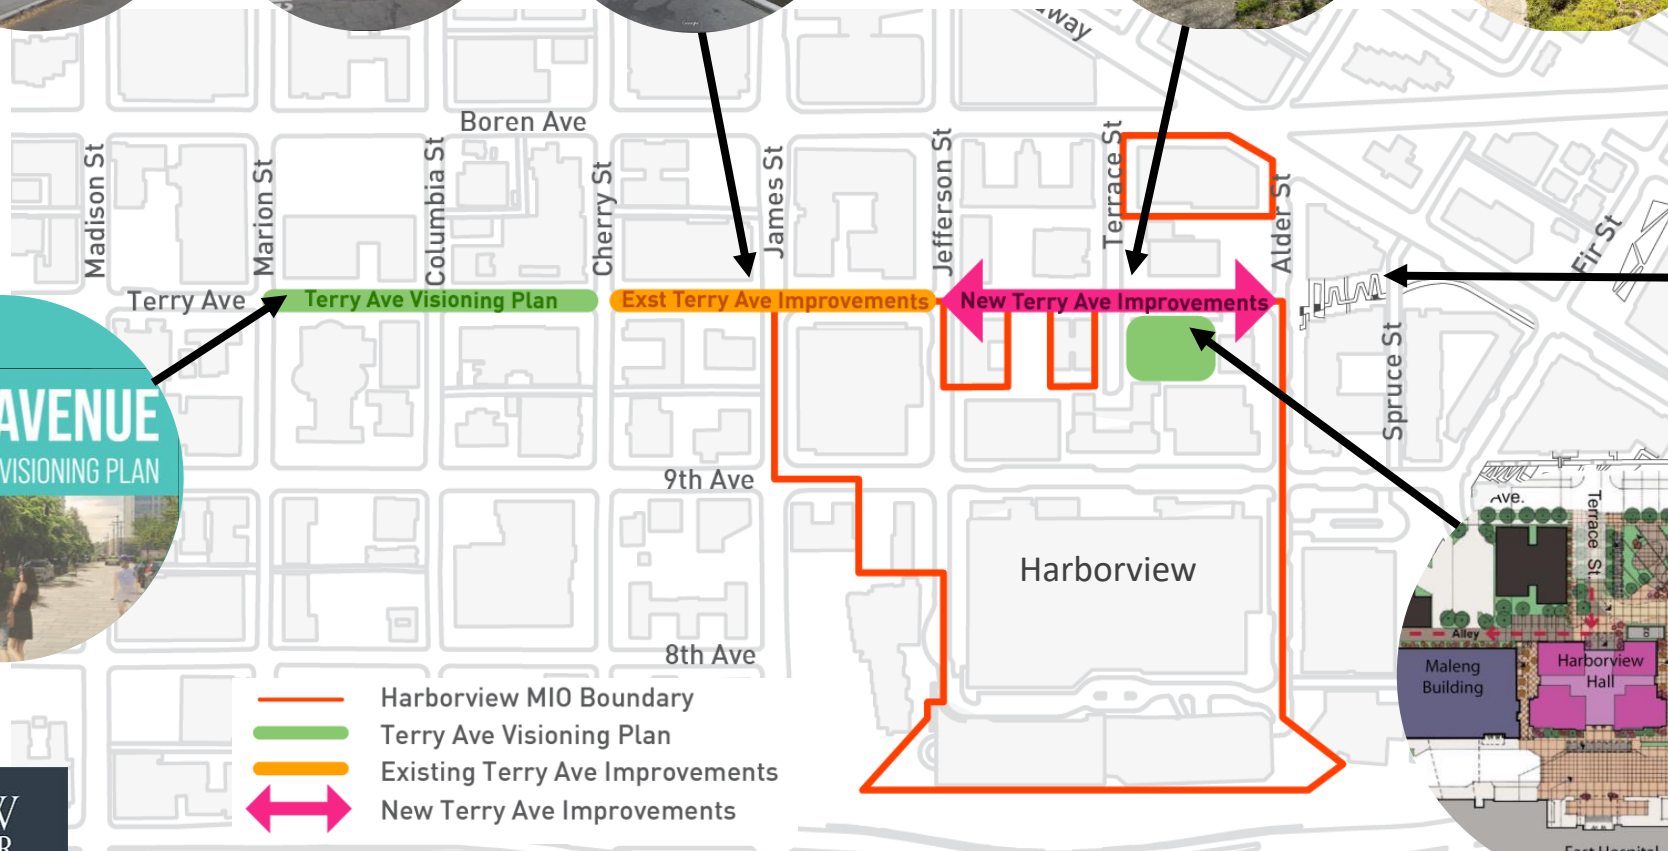 way
Boren Ave
Madison St
Marion St
Columbia St
Cherry St
James St
Jefferson St
Terrace St
Alder St
Fir St
Spruce St
Terry Ave
Terry Ave Visioning Plan
Exst Terry Ave Improvements
New Terry Ave Improvements
AVENUE
VISIONING PLAN
9th Ave
8th Ave
Harborview
Harborview MIO Boundary
Terry Ave Visioning Plan
Existing Terry Ave Improvements
New Terry Ave Improvements
Ave.
Terrace St.
Alley
Maleng
Building
Harborview
Hall
East Hospital
W
R